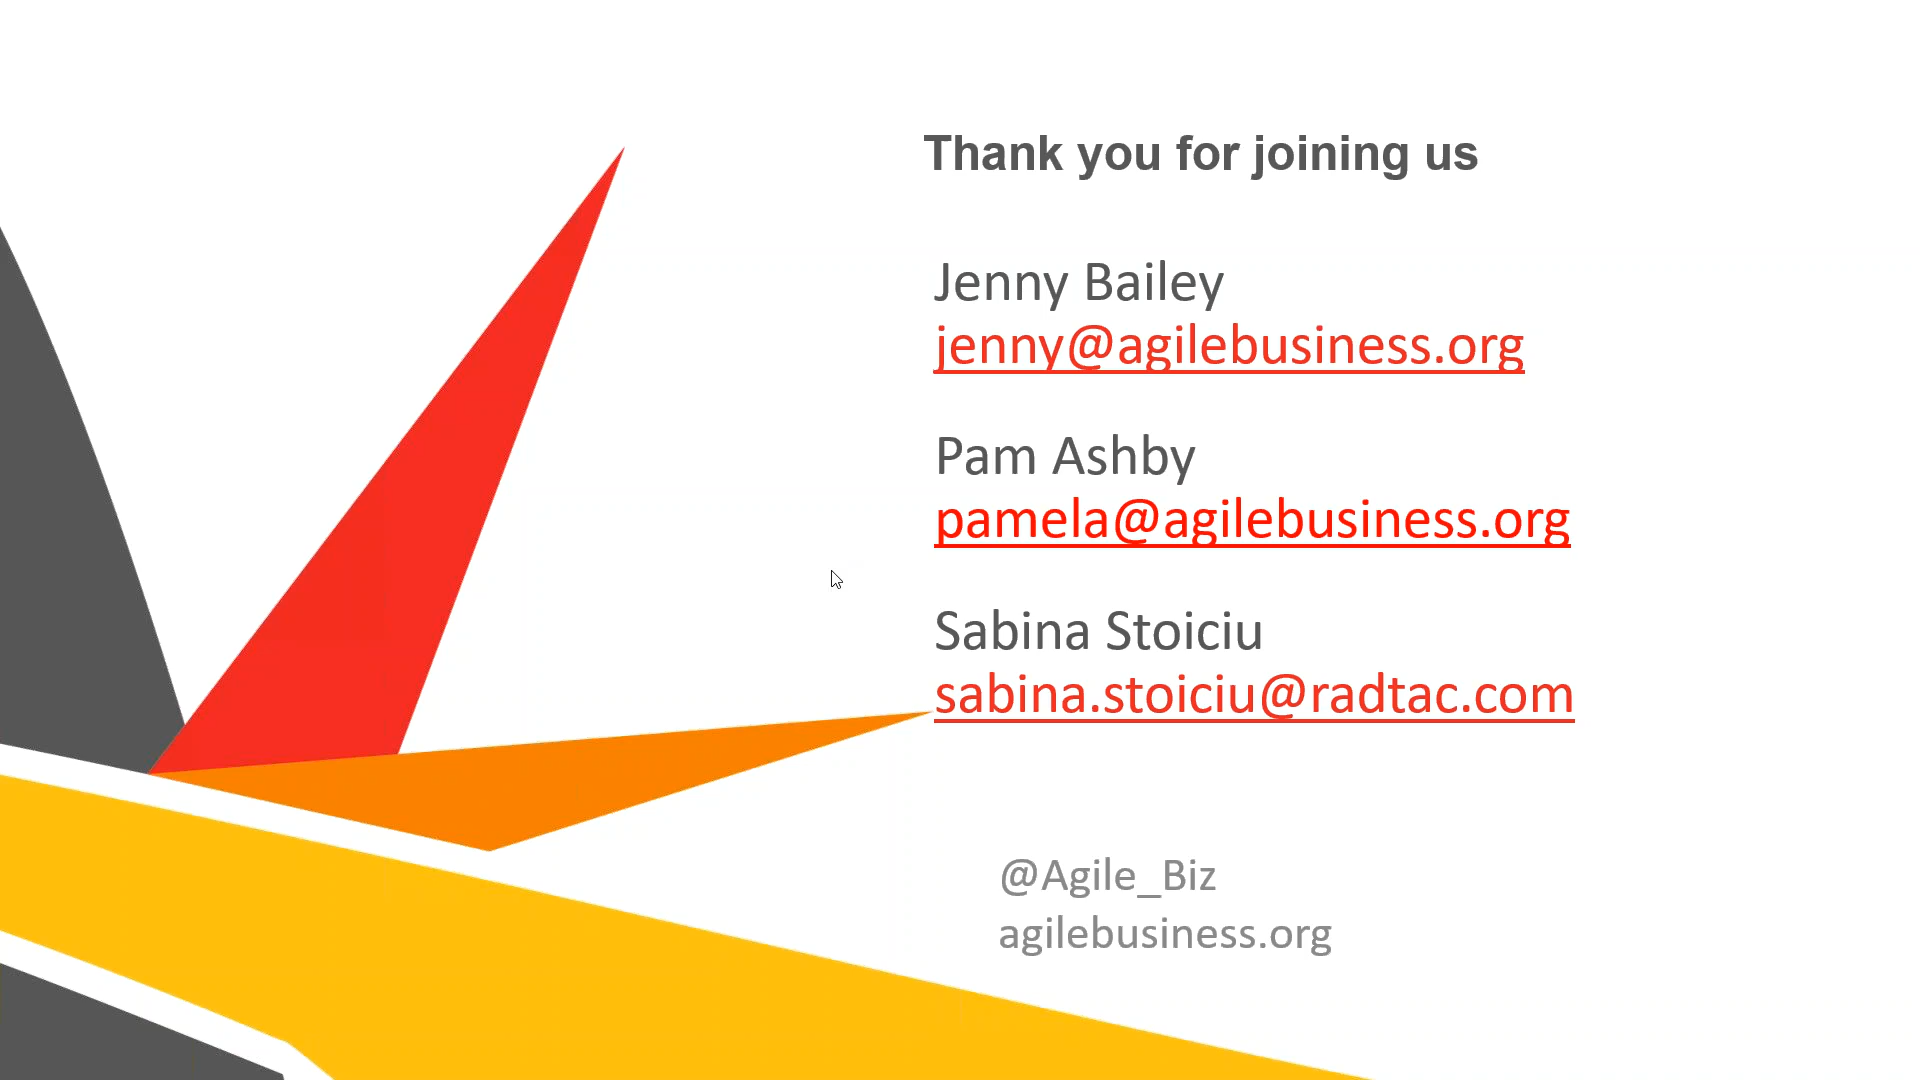 Thank you for joining us
Jenny Bailey
jenny@agilebusiness.org
Pam Ashby
pamela@agilebusiness.org
Sabina Stoiciu
sabina.stoiciu@radtac.com
@Agile_Biz
agilebusiness.org